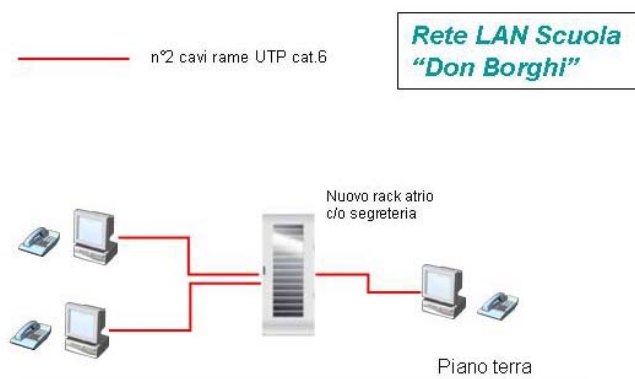 n°2 cavi rame UTP cat.6
Rete LAN Scuola
“Don Borghi”
Nuovo rack atrio
c/o segreteria
Piano terra